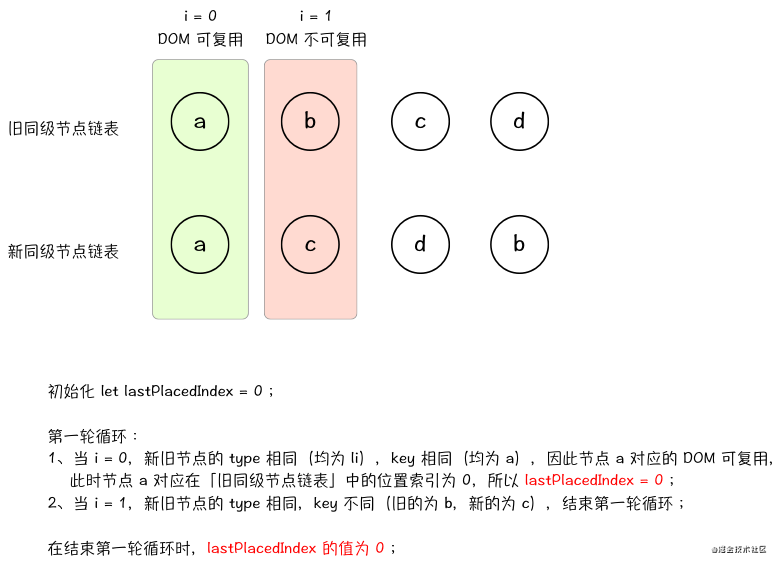 i = 0 i = 1
DOM 可复用 DOM 不可复用
旧同级节点链表 a b c d
新同级节点链表 a c d b
初始化 let lastPlacedIndex = 0；
第一轮循环：
1、当 i = 0，新旧节点的 type 相同（均为 li），key 相同（均为 a），因此节点 a 对应的 DOM 可复用，
此时节点 a 对应在「旧同级节点链表」中的位置索引为 0，所以 lastPlacedIndex = 0；
2、当 i = 1，新旧节点的 type 相同，key 不同（旧的为 b，新的为 c），结束第一轮循环；
在结束第一轮循环时，lastPlacedIndex 的值为 0；
@掘金技术社区